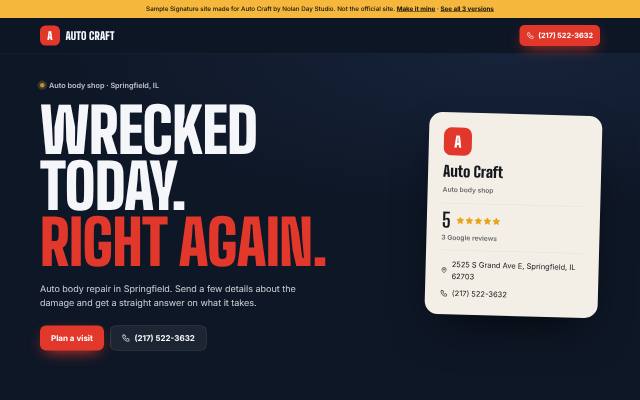 Sample Signature site made for Auto Craft by Nolan Day Studio. Not the official site. Make it mine · See all 3 versions
A AUTO CRAFT
(217) 522-3632
Auto body shop · Springfield, IL
WRECKED
TODAY.
RIGHT AGAIN.
Auto body repair in Springfield. Send a few details about the
damage and get a straight answer on what it takes.
Plan a visit
(217) 522-3632
A
Auto Craft
Auto body shop
5
3 Google reviews
2525 S Grand Ave E, Springfield, IL
62703
(217) 522-3632